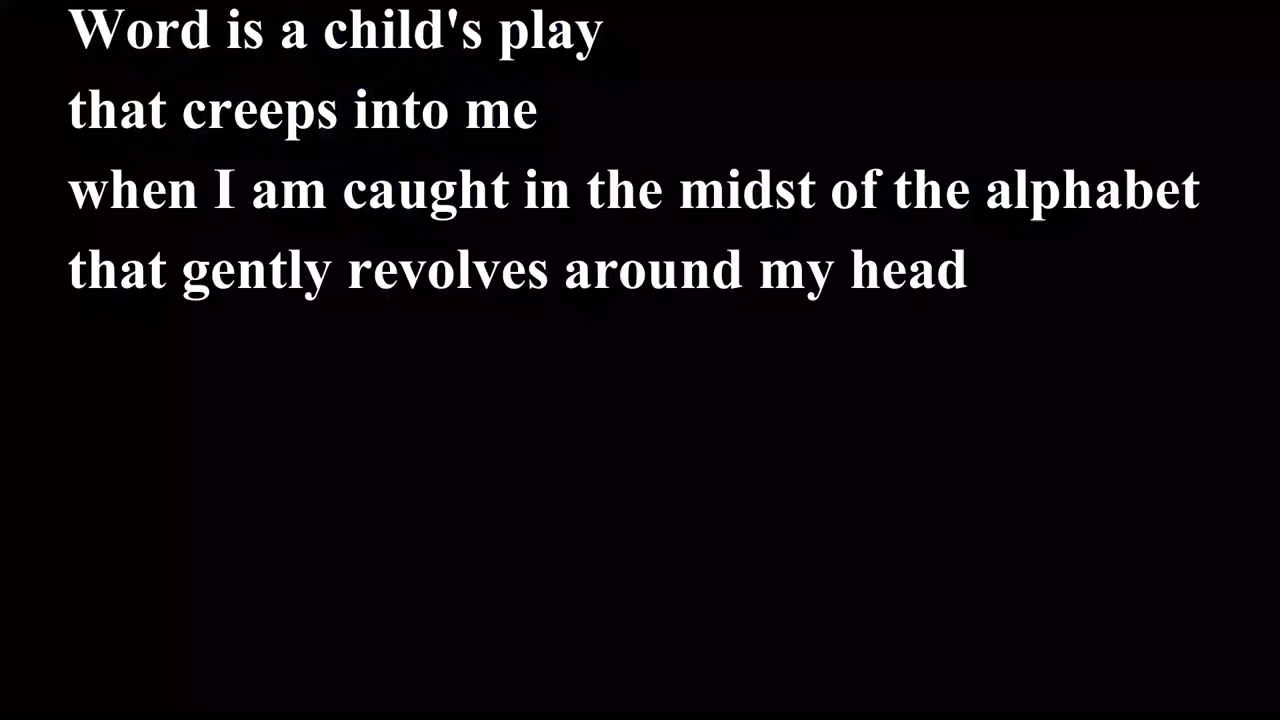 Word is a child's play
that creeps into me
when I am caught in the midst of the alphabet
that gently revolves around my head